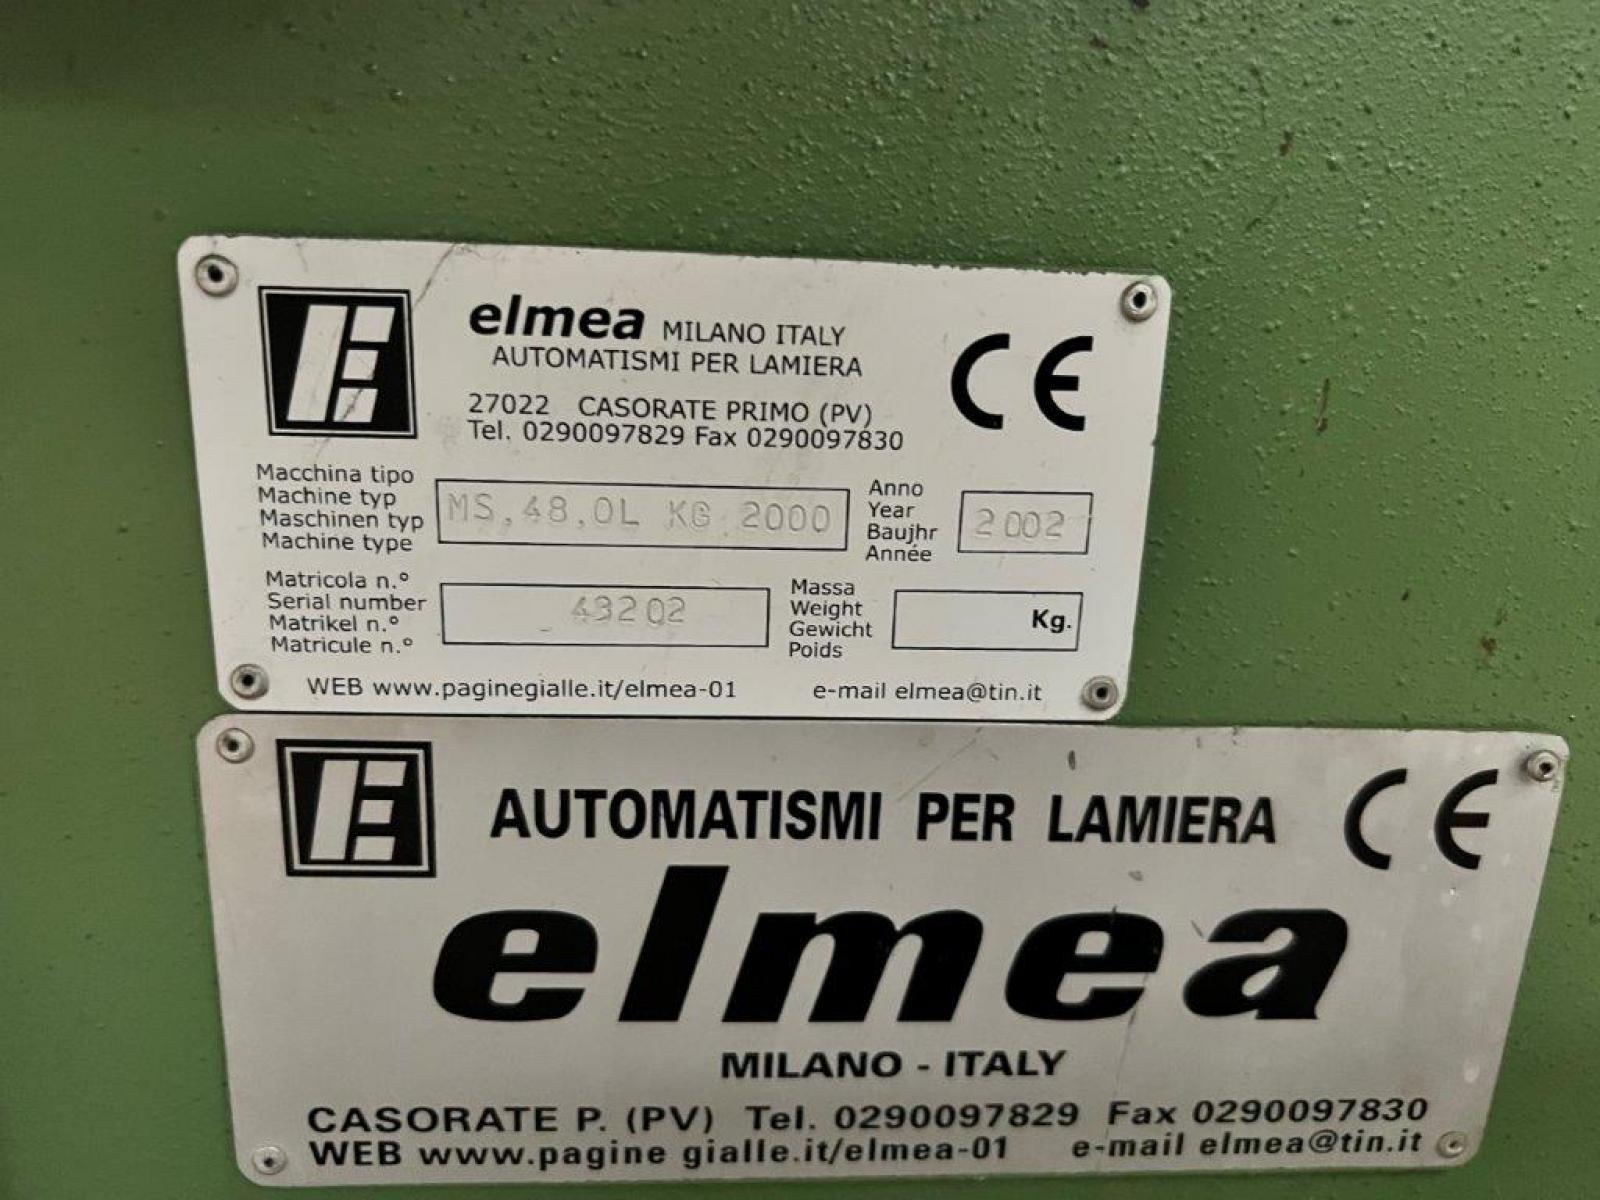 elmea MILANO ITALY
AUTOMATISMI PER LAMIERA
27022 CASORATE PRIMO (PV)
Tel. 0290097829 Fax 0290097830
CE
Macchina tipo
Machine typ
Maschinen typ
Machine type
MS,48,0L KG.2000
Anno
Year
Baujhr
Année
2002
Matricola n.°
Serial number
Matrikel n.°
Matricule n.°
48202
Massa
Weight
Gewicht
Poids
Kg.
WEB www.paginegialle.it/elmea-01 e-mail elmea@tin.it
AUTOMATISMI PER LAMIERA CE
elmea
MILANO - ITALY
CASORATE P. (PV) Tel. 0290097829 Fax 0290097830
WEB www.pagine gialle.it/elmea-01 e-mail elmea@tin.it